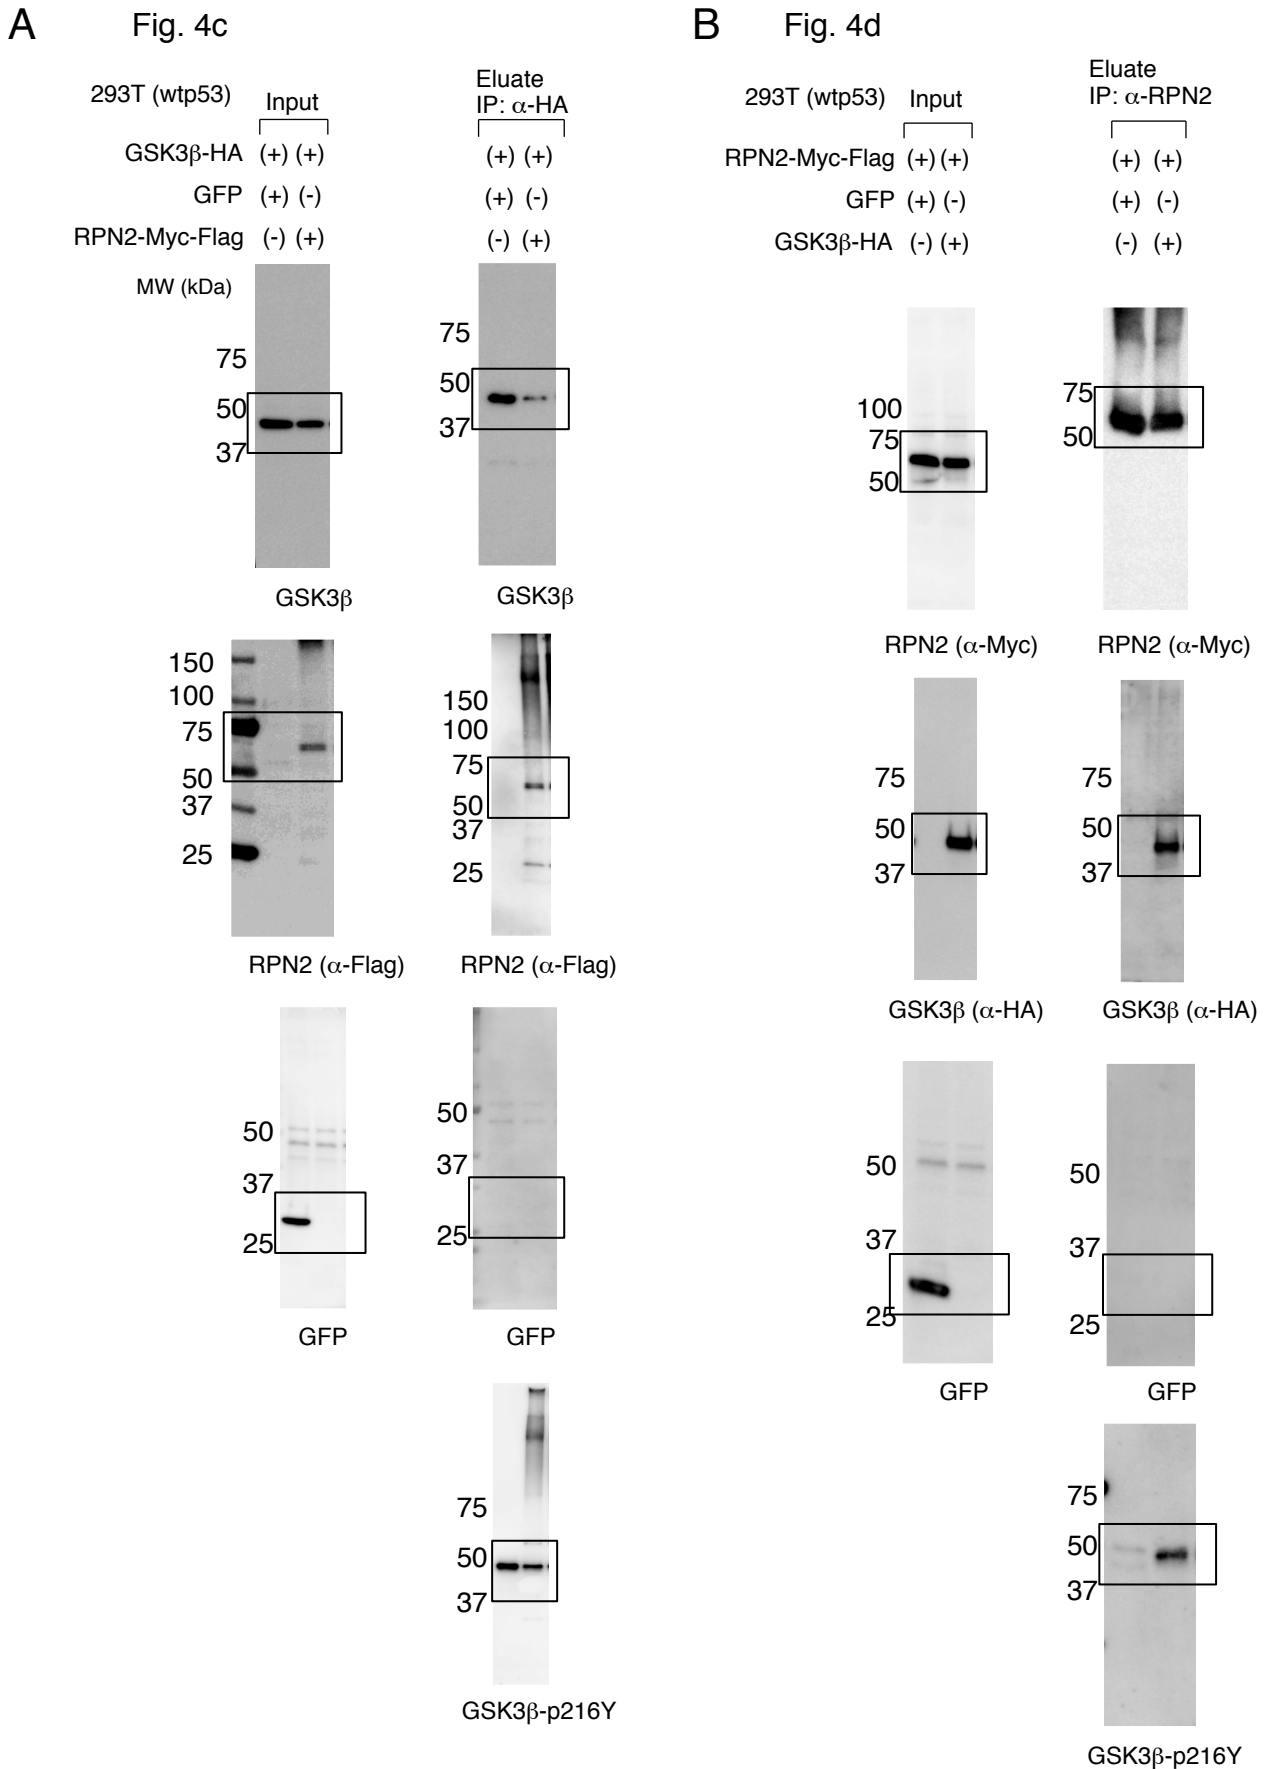 A
Fig. 4c
293T (wtp53)
Input
Eluate
IP: α-HA
GSK3β-HA (+) (+) (+) (+)
GFP (+) (-) (+) (-)
RPN2-Myc-Flag (-) (+) (-) (+)
MW (kDa)
75
50
37
GSK3β
75
50
37
GSK3β
150
100
75
50
37
25
RPN2 (α-Flag)
150
100
75
50
37
25
RPN2 (α-Flag)
50
37
25
GFP
50
37
25
GFP
75
50
37
GSK3β-p216Y
B
Fig. 4d
293T (wtp53)
Input
Eluate
IP: α-RPN2
RPN2-Myc-Flag (+) (+) (+) (+)
GFP (+) (-) (+) (-)
GSK3β-HA (-) (+) (-) (+)
100
75
50
RPN2 (α-Myc)
75
50
RPN2 (α-Myc)
75
50
37
GSK3β (α-HA)
75
50
37
GSK3β (α-HA)
50
37
25
GFP
50
37
25
GFP
75
50
37
GSK3β-p216Y